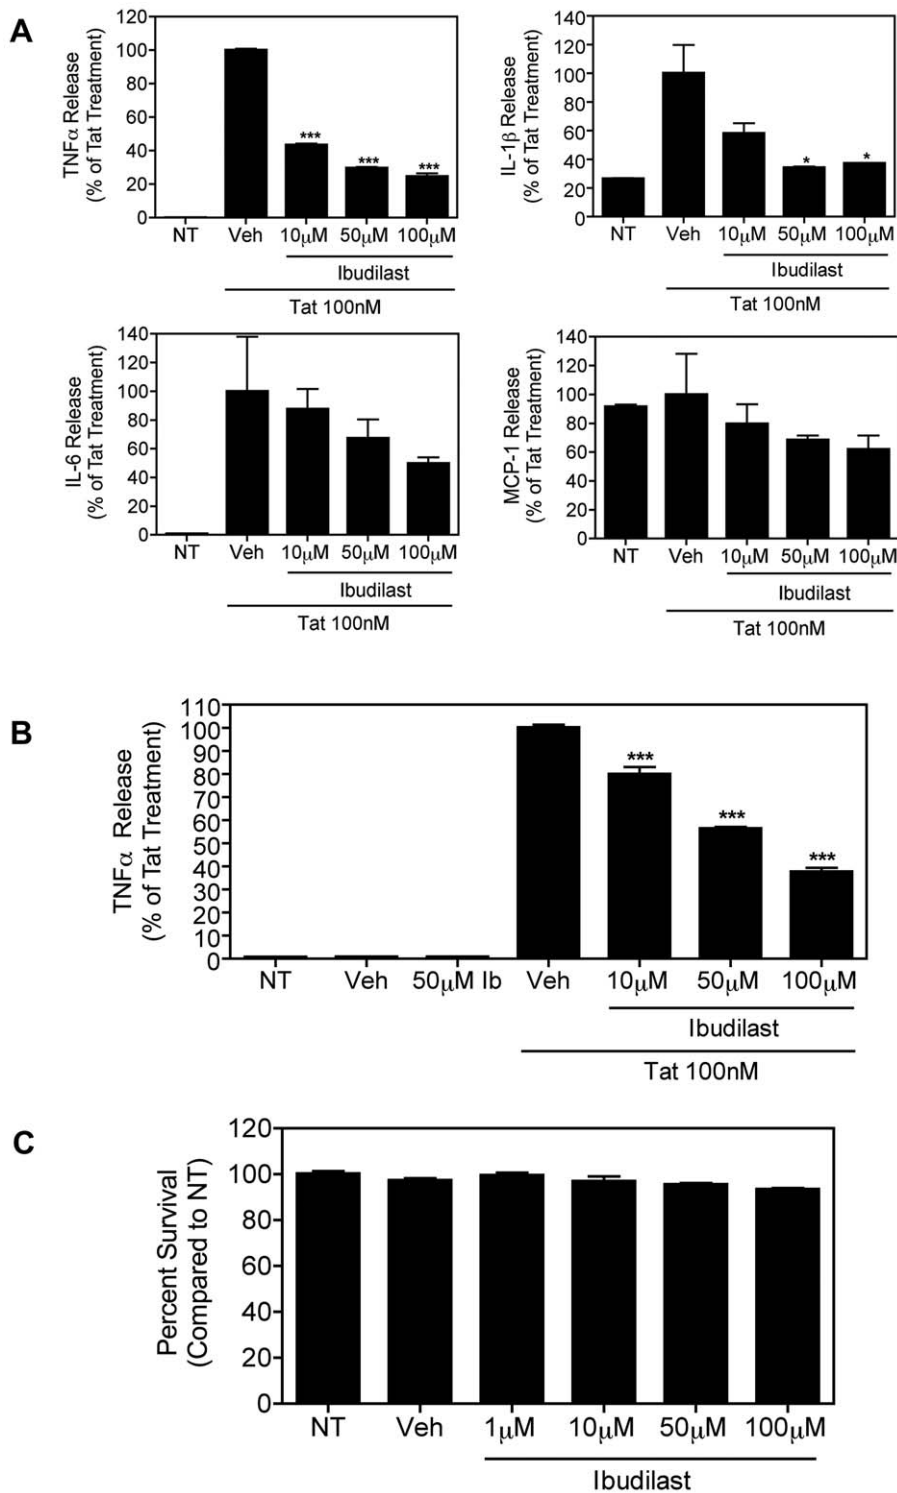 A
TNFα Release
(% of Tat Treatment)
120
100
80
60
40
20
0
***
***
***
NT
Veh
10μM
50μM
100μM
Ibudilast
Tat 100nM
IL-1β Release
(% of Tat Treatment)
140
120
100
80
60
40
20
0
*
*
NT
Veh
10μM
50μM
100μM
Ibudilast
Tat 100nM
IL-6 Release
(% of Tat Treatment)
140
120
100
80
60
40
20
0
NT
Veh
10μM
50μM
100μM
Ibudilast
Tat 100nM
MCP-1 Release
(% of Tat Treatment)
140
120
100
80
60
40
20
0
NT
Veh
10μM
50μM
100μM
Ibudilast
Tat 100nM
B
TNFα Release
(% of Tat Treatment)
110
100
90
80
70
60
50
40
30
20
10
0
***
***
***
NT
Veh
50μM Ib
Veh
10μM
50μM
100μM
Ibudilast
Tat 100nM
C
Percent Survival
(Compared to NT)
120
100
80
60
40
20
0
NT
Veh
1μM
10μM
50μM
100μM
Ibudilast